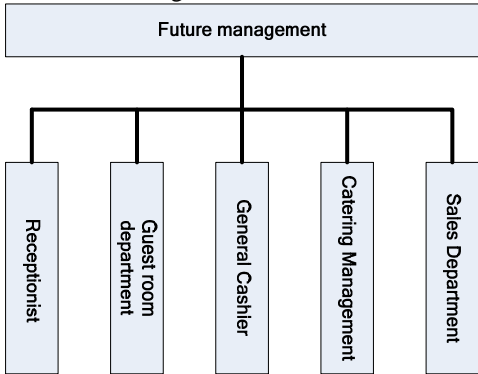 Future management
Receptionist
Guest room
department
General Cashier
Catering Management
Sales Department